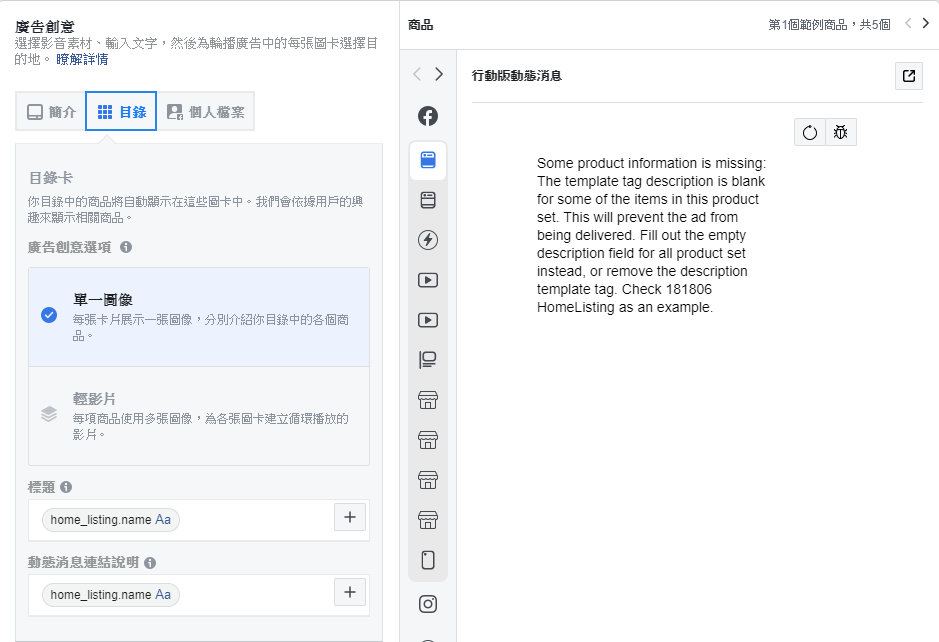 廣告創意
選擇影音素材、輸入文字，然後為輪播廣告中的每張圖卡選擇目
的地。 瞭解詳情
簡介
目錄
個人檔案
目錄卡
你目錄中的商品將自動顯示在這些圖卡中。我們會依據用戶的興
趣來顯示相關商品。
廣告創意選項
單一圖像
每張卡片展示一張圖像，分別介紹你目錄中的各個商
品。
輕影片
每項商品使用多張圖像，為各張圖卡建立循環播放的
影片。
標題
home_listing.name Aa
動態消息連結說明
home_listing.name Aa
商品
第1個範例商品，共5個
行動版動態消息
Some product information is missing:
The template tag description is blank
for some of the items in this product
set. This will prevent the ad from
being delivered. Fill out the empty
description field for all product set
instead, or remove the description
template tag. Check 181806
HomeListing as an example.